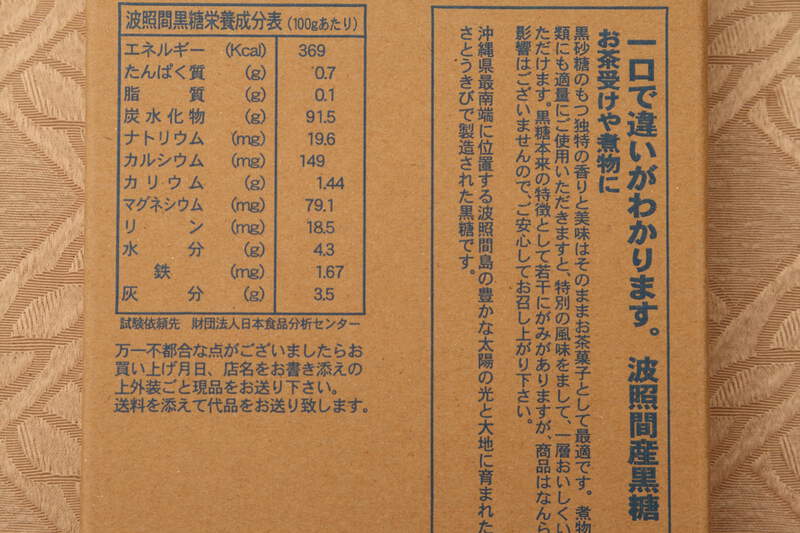 波照間黒糖栄養成分表(100gあたり)
エネルギー (Kcal) 369
たんぱく質 (g) 0.7
脂質 (g) 0.1
炭水化物 (g) 91.5
ナトリウム (mg) 19.6
カルシウム (mg) 149
カリウム (g) 1.44
マグネシウム (mg) 79.1
リン (mg) 18.5
水分 (g) 4.3
鉄 (mg) 1.67
灰分 (g) 3.5
試験依頼先 財団法人日本食品分析センター
万一不都合な点がございましたらお
買い上げ月日、店名をお書き添えの
上外装ごと現品をお送り下さい。
送料を添えて代品をお送り致します。
一口で違いがわかります。波照間産黒糖
お茶受けや煮物に
黒砂糖のもつ独特の香りと美味はそのままお茶菓子として最適です。煮物
類にも適量にご使用いただきますと、特別の風味をまして、一層おいしくい
ただけます。黒糖本来の特徴として若干にがみがありますが、商品はなんら
影響はございませんので、ご安心してお召し上がり下さい。
沖縄県最南端に位置する波照間島の豊かな太陽の光と大地に育まれた
さとうきびで製造された黒糖です。